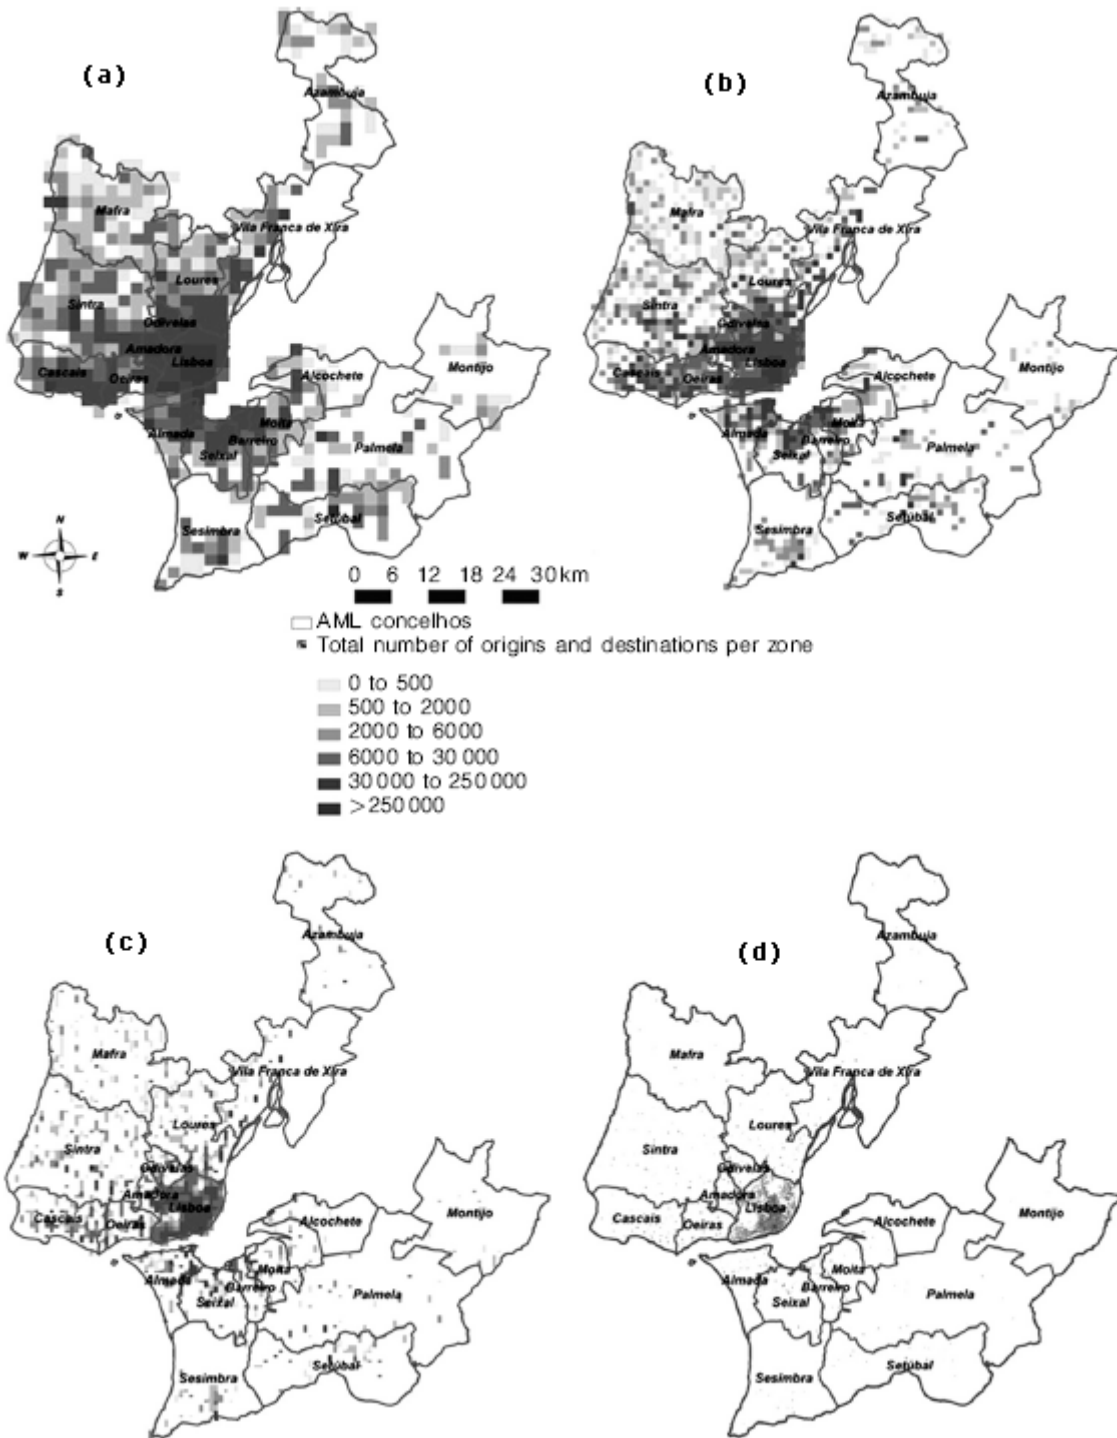 (a)
Azambuja
Mafra
Vila Franca de Xira
Loures
Sintra
Odivelas
Amadora
Lisboa
Cascais
Oeiras
Alcochete
Montijo
Moita
Almada
Barreiro
Seixal
Palmela
Sesimbra
Setúbal
(b)
Azambuja
Mafra
Vila Franca de Xira
Loures
Sintra
Odivelas
Amadora
Lisboa
Cascais
Oeiras
Alcochete
Montijo
Moita
Almada
Barreiro
Seixal
Palmela
Sesimbra
Setúbal
N
W E
S
0 6 12 18 24 30 km
AML concelhos
Total number of origins and destinations per zone
0 to 500
500 to 2000
2000 to 6000
6000 to 30 000
30 000 to 250 000
>250 000
(c)
Azambuja
Mafra
Vila Franca de Xira
Loures
Sintra
Odivelas
Amadora
Lisboa
Cascais
Oeiras
Alcochete
Montijo
Moita
Almada
Barreiro
Seixal
Palmela
Sesimbra
Setúbal
(d)
Azambuja
Mafra
Vila Franca de Xira
Loures
Sintra
Odivelas
Amadora
Lisboa
Cascais
Oeiras
Alcochete
Montijo
Moita
Almada
Barreiro
Seixal
Palmela
Sesimbra
Setúbal